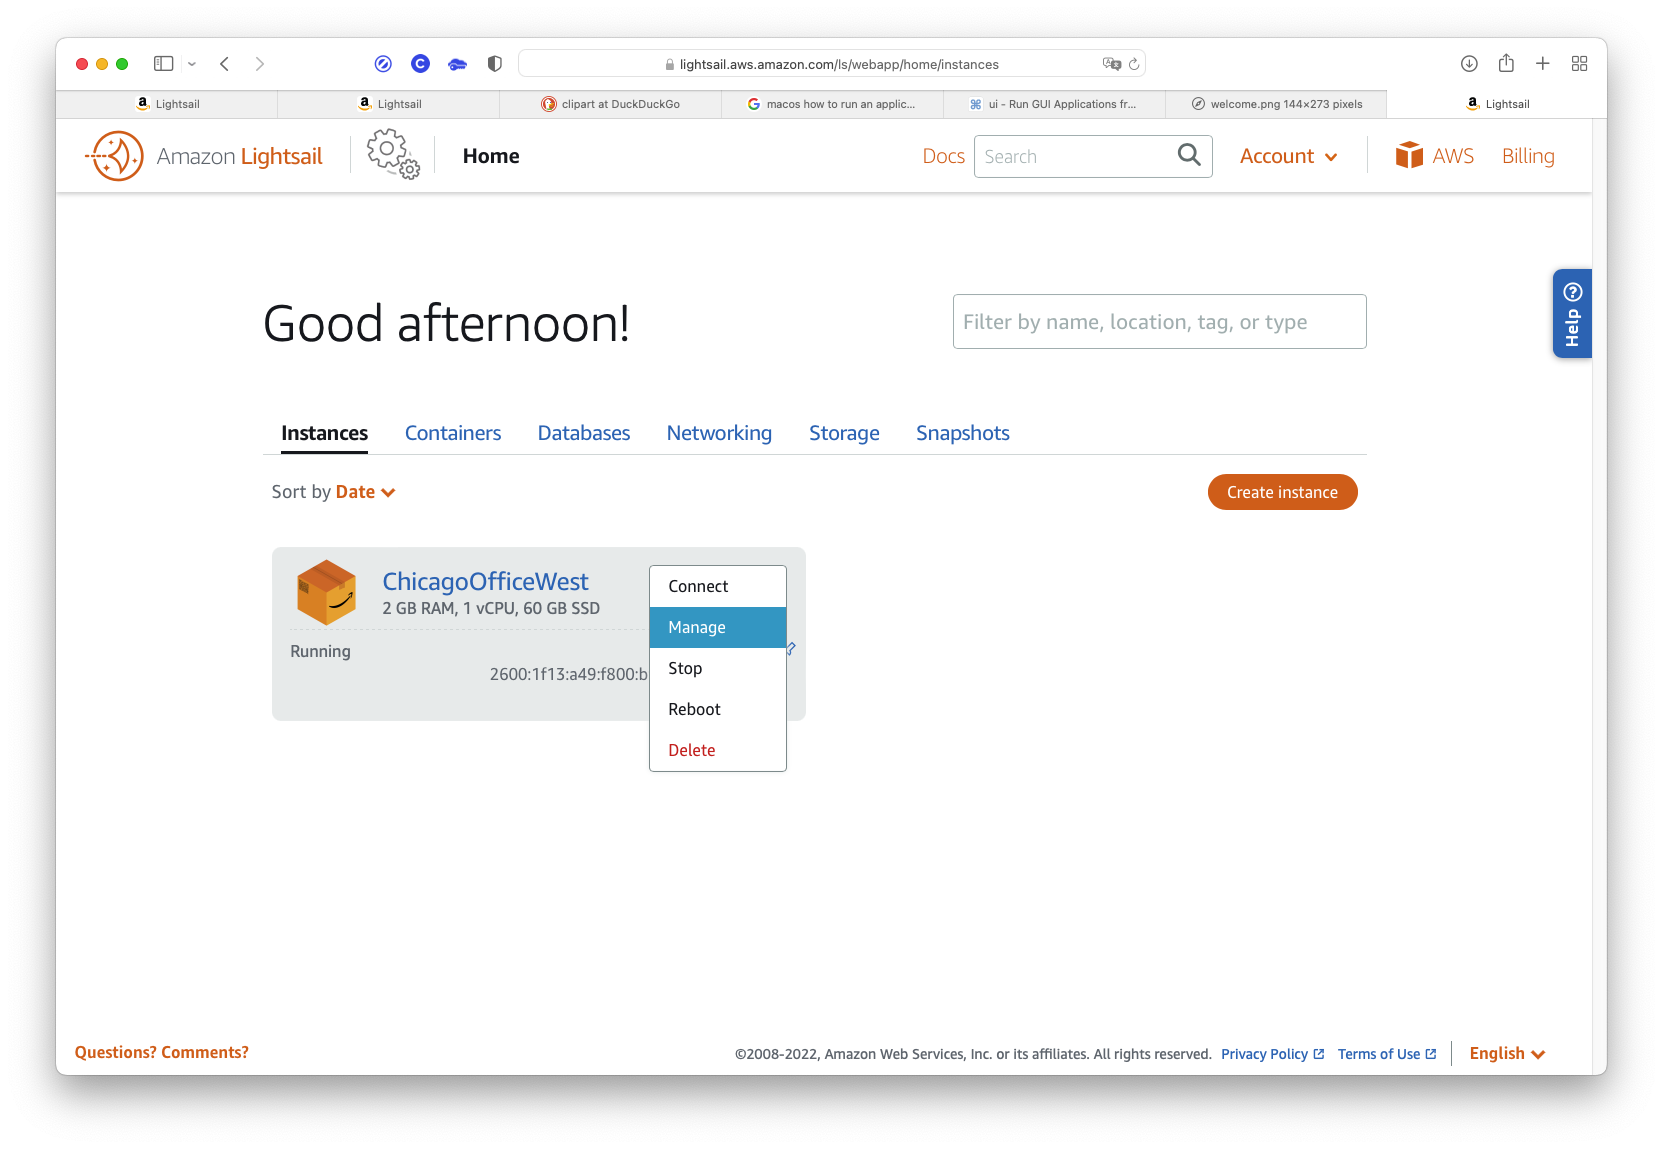 lightsail.aws.amazon.com/ls/webapp/home/instances
Lightsail
Lightsail
clipart at DuckDuckGo
macos how to run an applic...
ui - Run GUI Applications fr...
welcome.png 144×273 pixels
Lightsail
Amazon Lightsail
Home
Docs
Search
Account
AWS
Billing
Help
Good afternoon!
Filter by name, location, tag, or type
Instances
Containers
Databases
Networking
Storage
Snapshots
Sort by Date
Create instance
ChicagoOfficeWest
2 GB RAM, 1 vCPU, 60 GB SSD
Running
2600:1f13:a49:f800:b
Connect
Manage
Stop
Reboot
Delete
Questions? Comments?
©2008-2022, Amazon Web Services, Inc. or its affiliates. All rights reserved.
Privacy Policy
Terms of Use
English